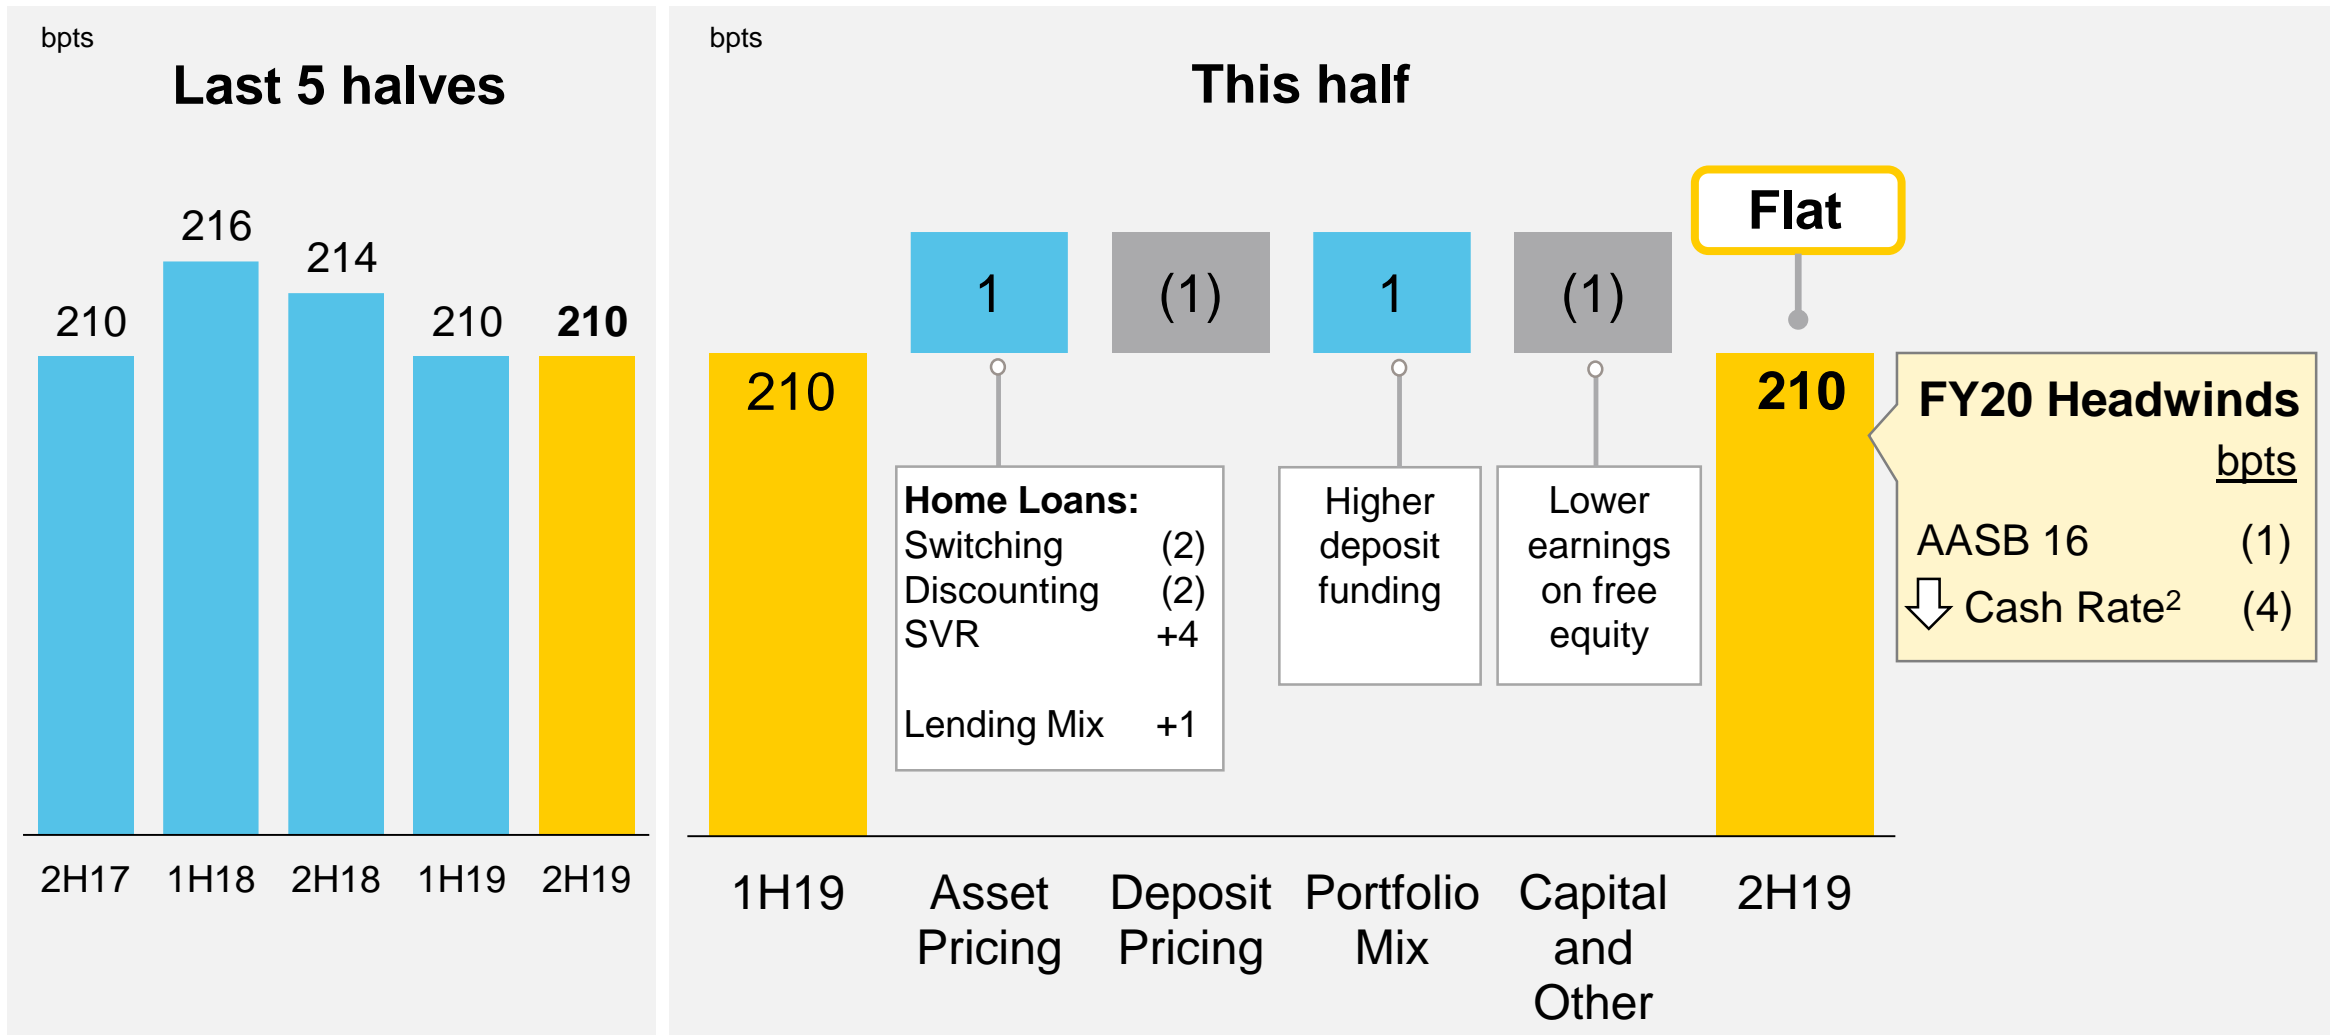 bpts
Last 5 halves
210
216
214
210
210
2H17
1H18
2H18
1H19
2H19
bpts
This half
Flat
210
1
(1)
1
(1)
210
Home Loans:
Switching (2)
Discounting (2)
SVR +4
Lending Mix +1
Higher
deposit
funding
Lower
earnings
on free
equity
FY20 Headwinds
bpts
AASB 16 (1)
Cash Rate² (4)
1H19
Asset
Pricing
Deposit
Pricing
Portfolio
Mix
Capital
and
Other
2H19